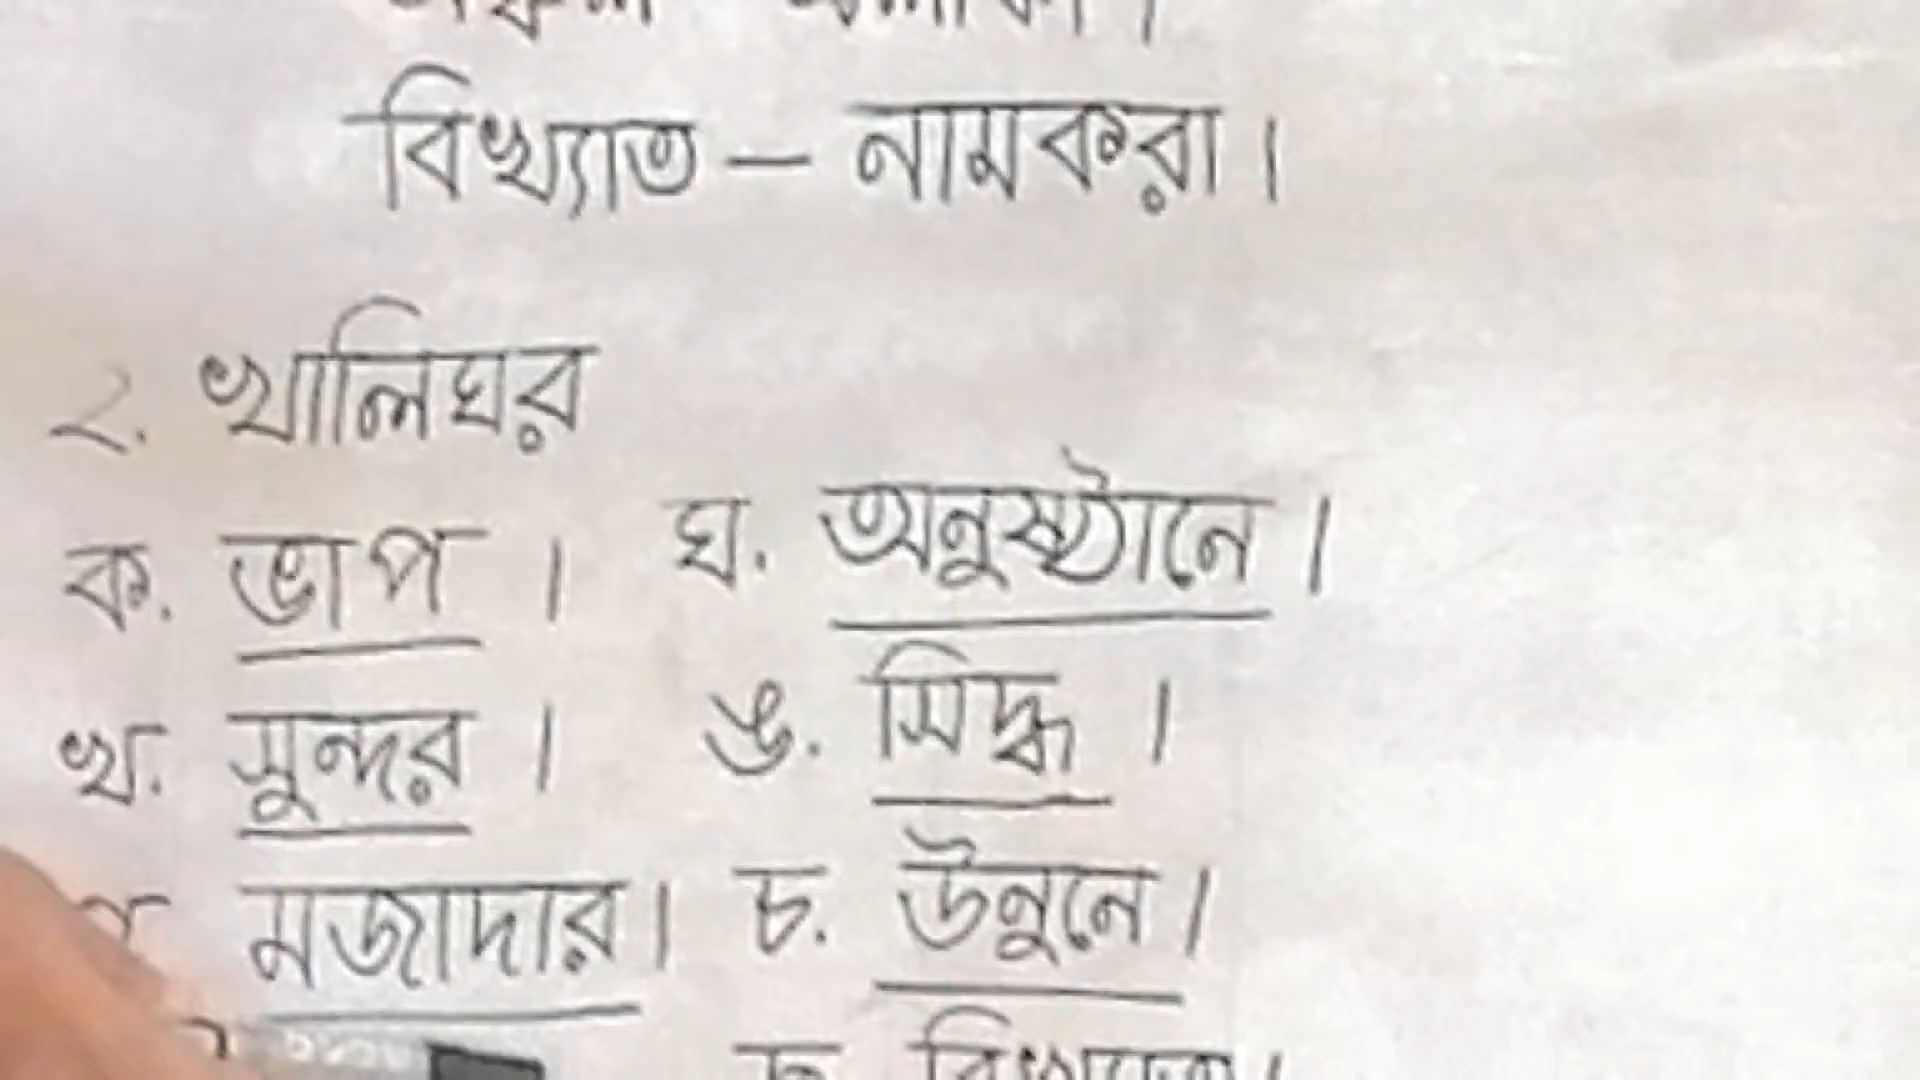 বিখ্যাত — নামকরা।
২. খালিঘর
ক. ভাপ। ঘ. অনুষ্ঠানে।
খ. সুন্দর। ঙ. সিদ্ধ।
মজাদার। চ. উনুনে।